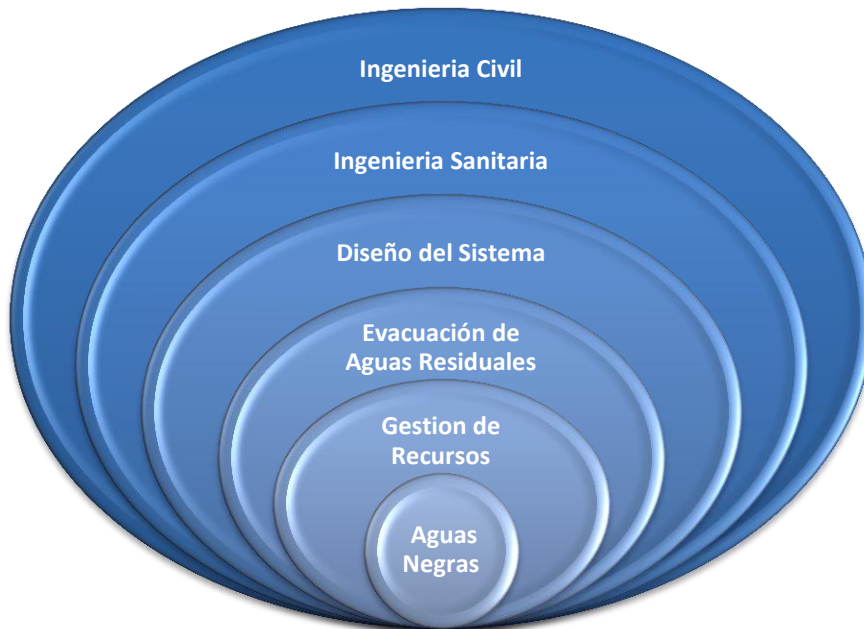 Ingenieria Civil
Ingenieria Sanitaria
Diseño del Sistema
Evacuación de
Aguas Residuales
Gestion de
Recursos
Aguas
Negras